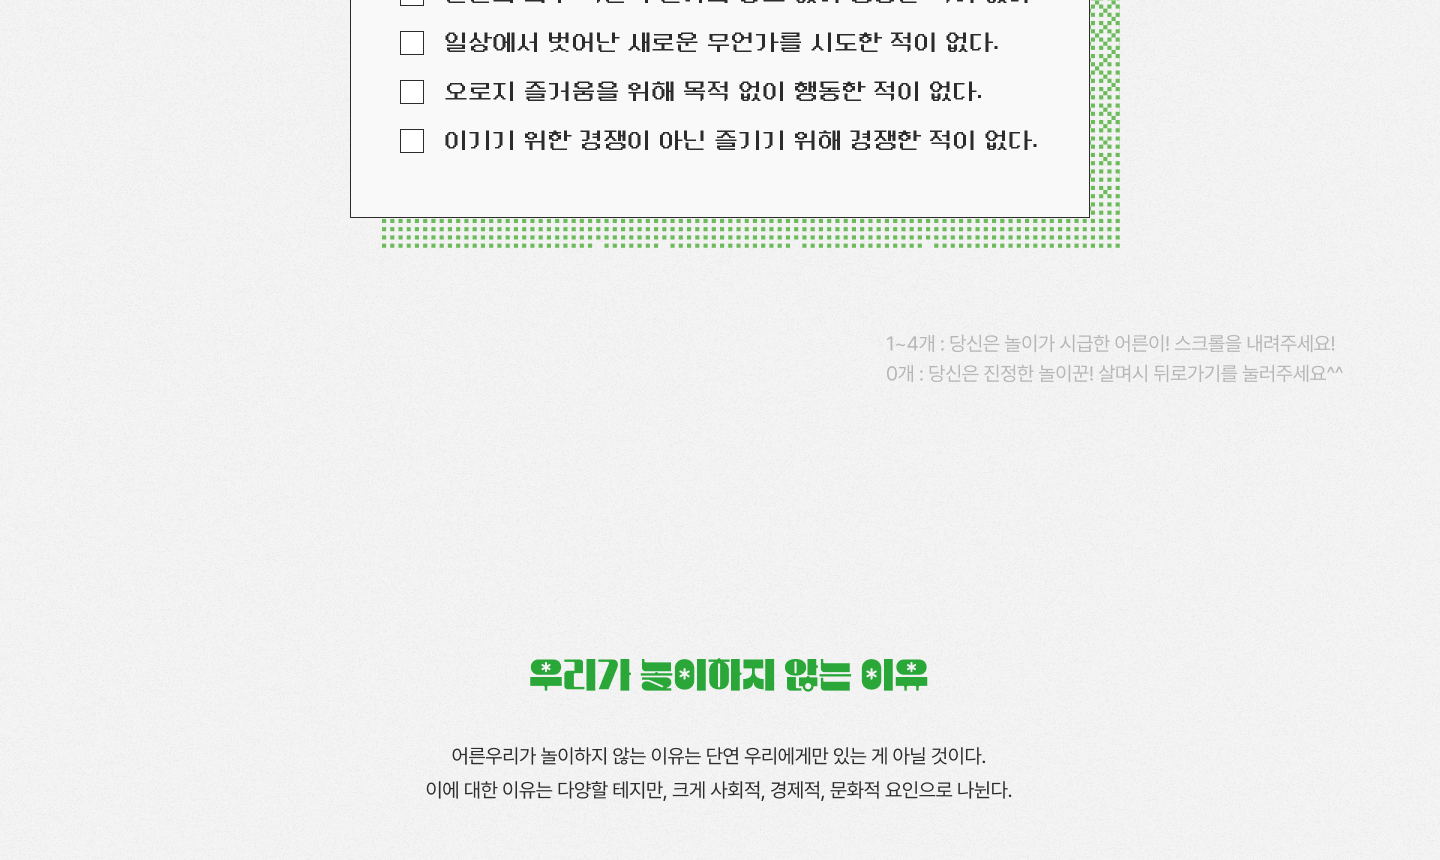 일상에서 벗어난 새로운 무언가를 시도한 적이 없다.
오로지 즐거움을 위해 목적 없이 행동한 적이 없다.
이기기 위한 경쟁이 아닌 즐기기 위해 경쟁한 적이 없다.
1~4개 : 당신은 놀이가 시급한 어른이! 스크롤을 내려주세요!
0개 : 당신은 진정한 놀이꾼! 살며시 뒤로가기를 눌러주세요^^
우리가 놀이하지 않는 이유
어른우리가 놀이하지 않는 이유는 단연 우리에게만 있는 게 아닐 것이다.
이에 대한 이유는 다양할 테지만, 크게 사회적, 경제적, 문화적 요인으로 나뉜다.